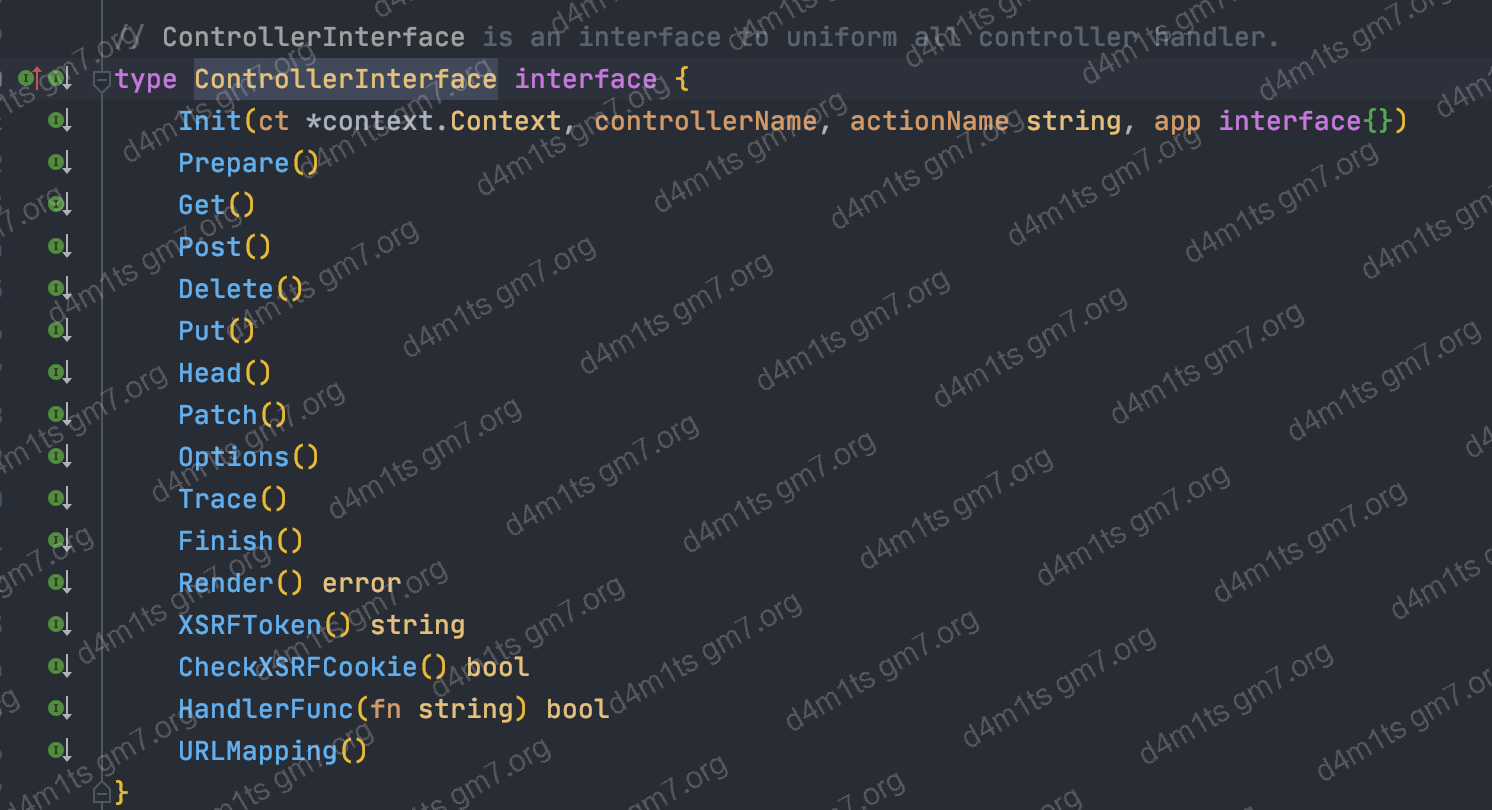 // ControllerInterface is an interface to uniform all controller handler.
type ControllerInterface interface {
    Init(ct *context.Context, controllerName, actionName string, app interface{})
    Prepare()
    Get()
    Post()
    Delete()
    Put()
    Head()
    Patch()
    Options()
    Trace()
    Finish()
    Render() error
    XSRFToken() string
    CheckXSRFCookie() bool
    HandlerFunc(fn string) bool
    URLMapping()
}
d4m1ts gm7.org